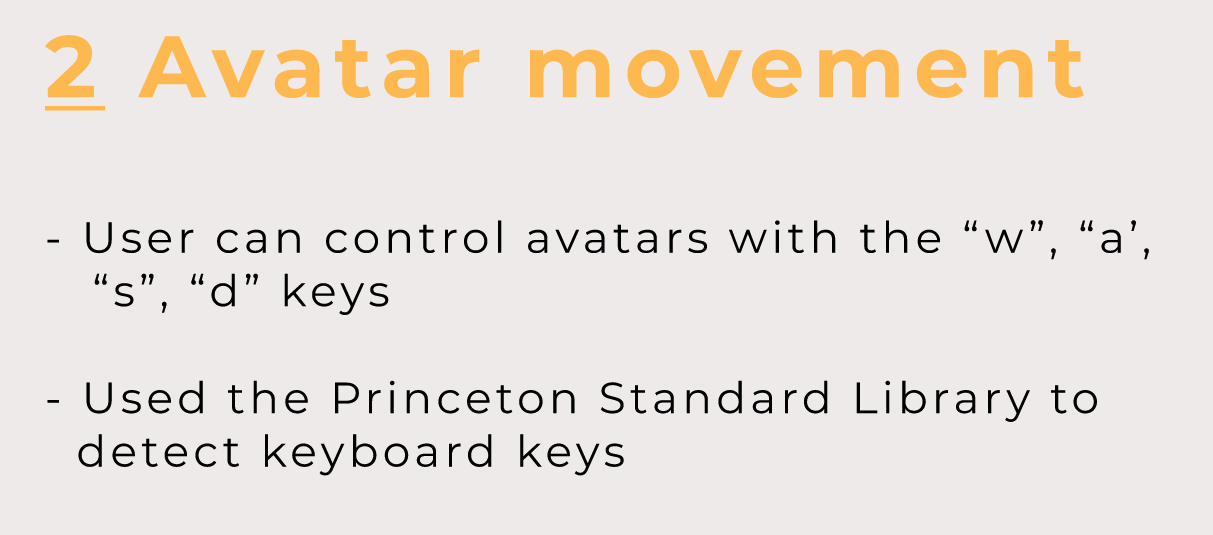 2 Avatar movement
- User can control avatars with the “w”, “a’,
“s”, “d” keys
- Used the Princeton Standard Library to
detect keyboard keys